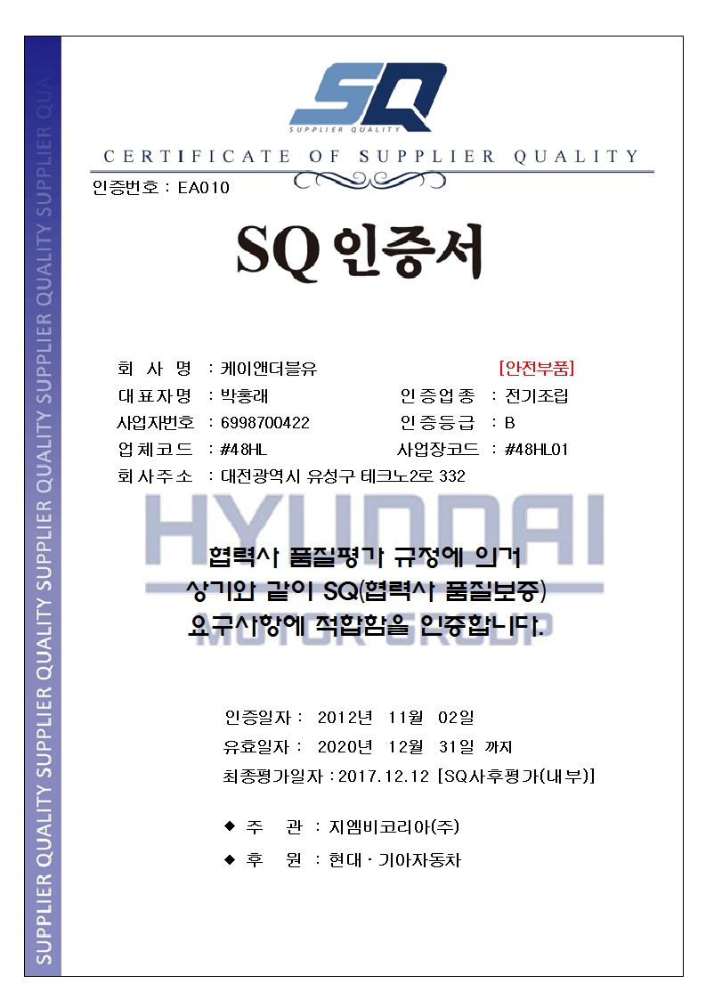 SQ
SUPPLIER QUALITY
CERTIFICATE OF SUPPLIER QUALITY
인증번호 : EA010
SQ 인증서
회 사 명 : 케이앤더블유 [안전부품]
대표자명 : 박홍래 인증업종 : 전기조립
사업자번호 : 6998700422 인증등급 : B
업체코드 : #48HL 사업장코드 : #48HL01
회사주소 : 대전광역시 유성구 테크노2로 332
HYUNDAI
MOTOR GROUP
협력사 품질평가 규정에 의거
상기와 같이 SQ(협력사 품질보증)
요구사항에 적합함을 인증합니다.
인증일자 : 2012년 11월 02일
유효일자 : 2020년 12월 31일 까지
최종평가일자 : 2017.12.12 [SQ사후평가(내부)]
◆ 주 관 : 지엠비코리아(주)
◆ 후 원 : 현대 · 기아자동차
SUPPLIER QUALITY SUPPLIER QUALITY SUPPLIER QUALITY SUPPLIER QUALITY SUPPLIER QUALITY SUPPLIER QUALITY